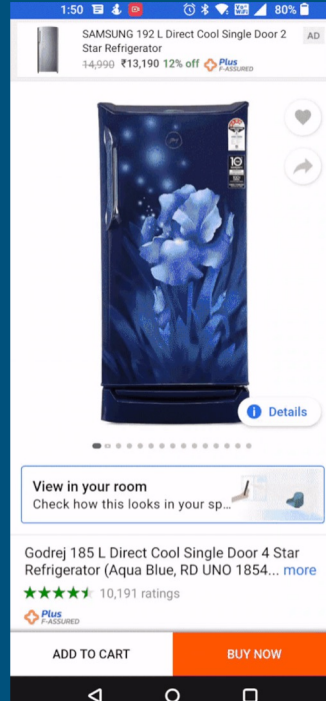 1:50
80%
SAMSUNG 192 L Direct Cool Single Door 2
Star Refrigerator
AD
14,990 ₹13,190 12% off Plus
F-ASSURED
10
Details
View in your room
Check how this looks in your sp...
Godrej 185 L Direct Cool Single Door 4 Star
Refrigerator (Aqua Blue, RD UNO 1854... more
10,191 ratings
Plus
F-ASSURED
ADD TO CART
BUY NOW